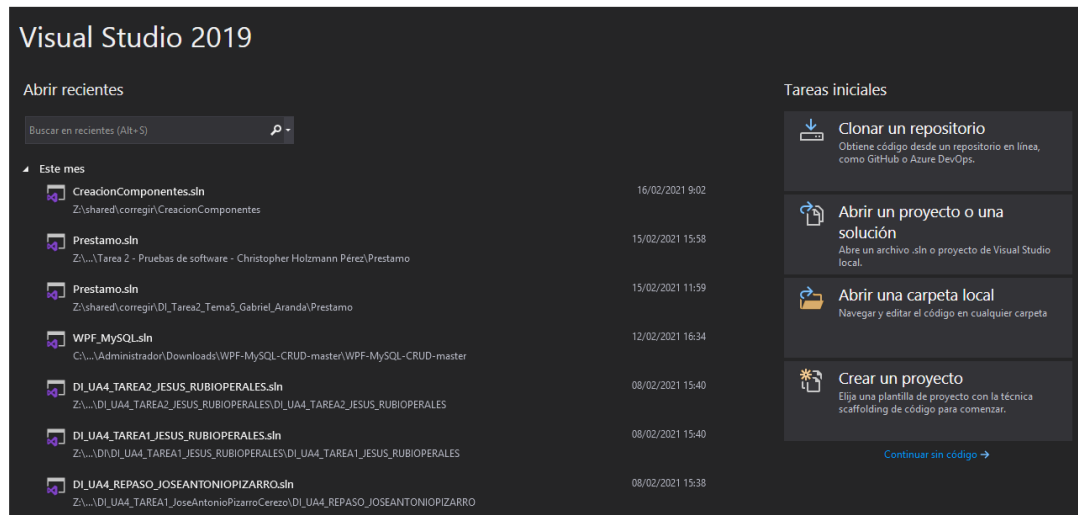 Visual Studio 2019
Abrir recientes
Buscar en recientes (Alt+S)
Este mes
CreacionComponentes.sln
16/02/2021 9:02
Z:\shared\corregir\CreacionComponentes
Prestamo.sln
15/02/2021 15:58
Z:\...\Tarea 2 - Pruebas de software - Christopher Holzmann Pérez\Prestamo
Prestamo.sln
15/02/2021 11:59
Z:\shared\corregir\DI_Tarea2_Tema5_Gabriel_Aranda\Prestamo
WPF_MySQL.sln
12/02/2021 16:34
C:\...\Administrador\Downloads\WPF-MySQL-CRUD-master\WPF-MySQL-CRUD-master
DI_UA4_TAREA2_JESUS_RUBIOPERALES.sln
08/02/2021 15:40
Z:\...\DI_UA4_TAREA2_JESUS_RUBIOPERALES\DI_UA4_TAREA2_JESUS_RUBIOPERALES
DI_UA4_TAREA1_JESUS_RUBIOPERALES.sln
08/02/2021 15:40
Z:\...\DI\DI_UA4_TAREA1_JESUS_RUBIOPERALES\DI_UA4_TAREA1_JESUS_RUBIOPERALES
DI_UA4_REPASO_JOSEANTONIOPIZARRO.sln
08/02/2021 15:38
Z:\...\DI_UA4_TAREA1_JoseAntonioPizarroCerezo\DI_UA4_REPASO_JOSEANTONIOPIZARRO
Tareas iniciales
Clonar un repositorio
Obtiene código desde un repositorio en línea,
como GitHub o Azure DevOps.
Abrir un proyecto o una
solución
Abre un archivo .sln o proyecto de Visual Studio
local.
Abrir una carpeta local
Navegar y editar el código en cualquier carpeta
Crear un proyecto
Elija una plantilla de proyecto con la técnica
scaffolding de código para comenzar.
Continuar sin código →